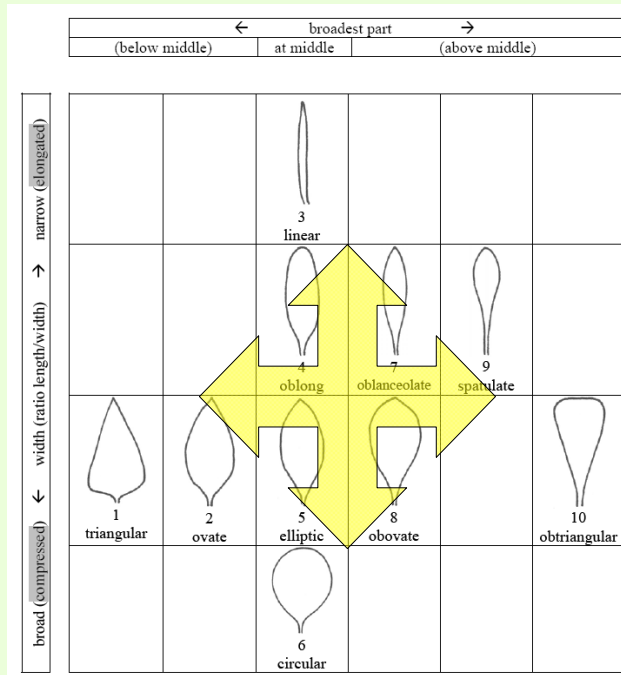 ← broadest part →
(below middle) at middle (above middle)
broad (compressed) ← width (ratio length/width) → narrow (elongated)
3
linear
4 7 9
oblong oblanceolate spatulate
1 2 5 8 10
triangular ovate elliptic obovate obtriangular
6
circular